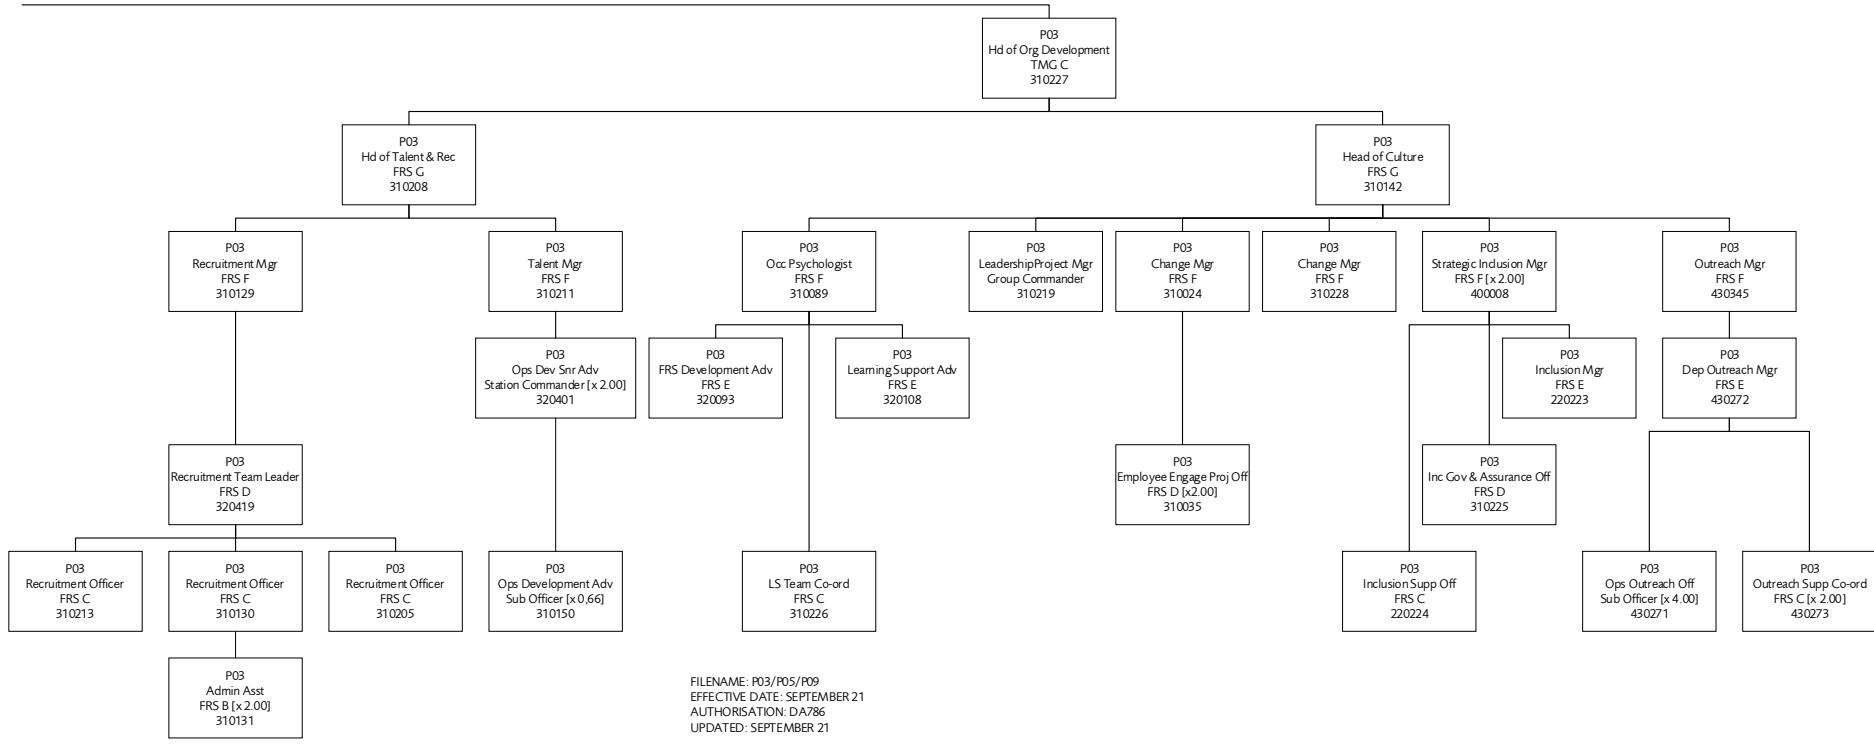 P03
Hd of Org Development
TMG C
310227
P03
Hd of Talent & Rec
FRS G
310208
P03
Head of Culture
FRS G
310142
P03
Recruitment Mgr
FRS F
310129
P03
Talent Mgr
FRS F
310211
P03
Occ Psychologist
FRS F
310089
P03
LeadershipProject Mgr
Group Commander
310219
P03
Change Mgr
FRS F
310024
P03
Change Mgr
FRS F
310228
P03
Strategic Inclusion Mgr
FRS F [x 2.00]
400008
P03
Outreach Mgr
FRS F
430345
P03
Ops Dev Snr Adv
Station Commander [x 2.00]
320401
P03
FRS Development Adv
FRS E
320093
P03
Learning Support Adv
FRS E
320108
P03
Inclusion Mgr
FRS E
220223
P03
Dep Outreach Mgr
FRS E
430272
P03
Recruitment Team Leader
FRS D
320419
P03
Employee Engage Proj Off
FRS D [x2.00]
310035
P03
Inc Gov & Assurance Off
FRS D
310225
P03
Recruitment Officer
FRS C
310213
P03
Recruitment Officer
FRS C
310130
P03
Recruitment Officer
FRS C
310205
P03
Ops Development Adv
Sub Officer [x 0,66]
310150
P03
LS Team Co-ord
FRS C
310226
P03
Inclusion Supp Off
FRS C
220224
P03
Ops Outreach Off
Sub Officer [x 4.00]
430271
P03
Outreach Supp Co-ord
FRS C [x 2.00]
430273
P03
Admin Asst
FRS B [x 2.00]
310131
FILENAME: P03/P05/P09
EFFECTIVE DATE: SEPTEMBER 21
AUTHORISATION: DA786
UPDATED: SEPTEMBER 21